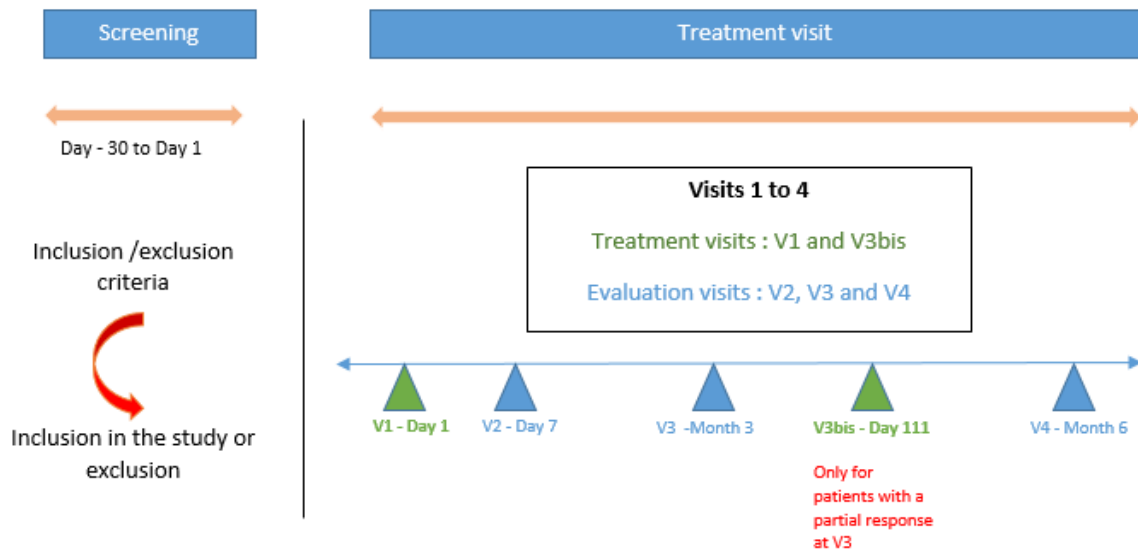 Screening
Treatment visit
Day - 30 to Day 1
Visits 1 to 4
Treatment visits : V1 and V3bis
Evaluation visits : V2, V3 and V4
Inclusion /exclusion
criteria
Inclusion in the study or
exclusion
V1 - Day 1
V2 - Day 7
V3 -Month 3
V3bis - Day 111
V4 - Month 6
Only for
patients with a
partial response
at V3